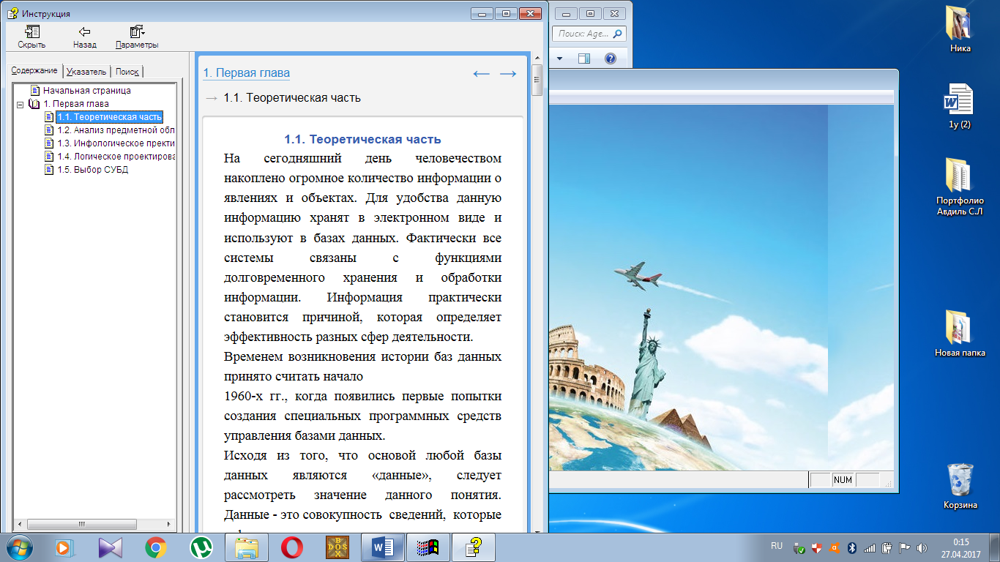 Инструкция
Скрыть
Назад
Параметры
Содержание
Указатель
Поиск
Начальная страница
1. Первая глава
1.1. Теоретическая часть
1.2. Анализ предметной обл
1.3. Инфологическое пректи
1.4. Логическое проектирова
1.5. Выбор СУБД
1. Первая глава
→ 1.1. Теоретическая часть
1.1. Теоретическая часть
На сегодняшний день человечеством
накоплено огромное количество информации о
явлениях и объектах. Для удобства данную
информацию хранят в электронном виде и
используют в базах данных. Фактически все
системы связаны с функциями
долговременного хранения и обработки
информации. Информация практически
становится причиной, которая определяет
эффективность разных сфер деятельности.
Временем возникновения истории баз данных
принято считать начало
1960-х гг., когда появились первые попытки
создания специальных программных средств
управления базами данных.
Исходя из того, что основой любой базы
данных являются «данные», следует
рассмотреть значение данного понятия.
Данные - это совокупность сведений, которые
Поиск: Age...
NUM
Ника
1у (2)
Портфолио
Авдиль С.Л
Новая папка
Корзина
DOS
RU
0:15
27.04.2017